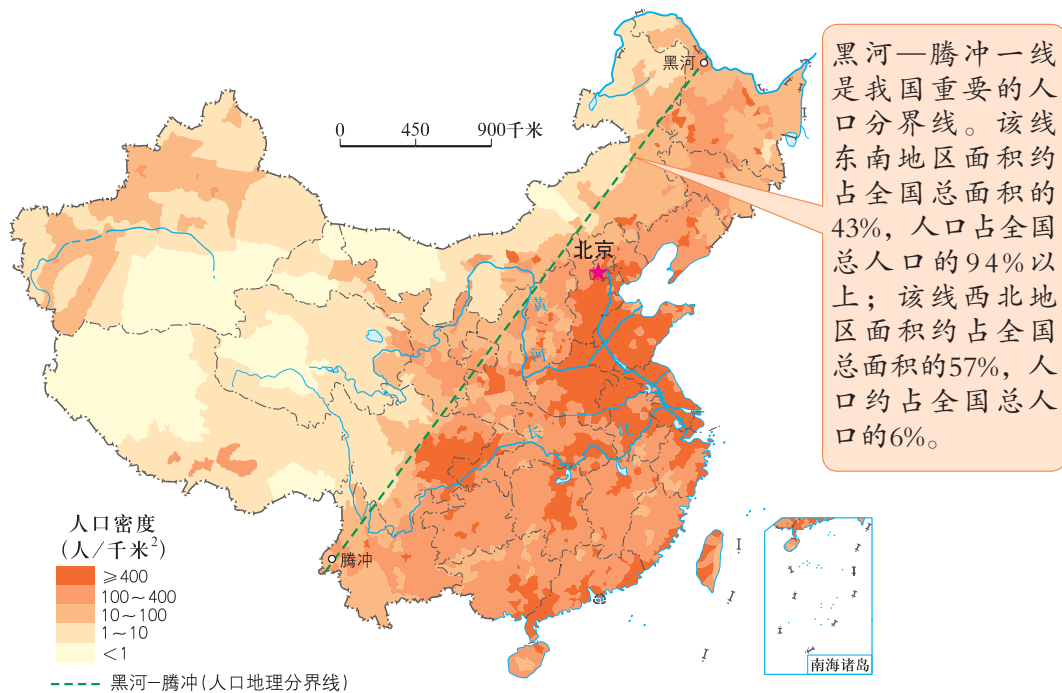 黑河—腾冲一线
是我国重要的人
口分界线。该线
东南地区面积约
占全国总面积的
43%，人口占全国
总人口的94%以
上；该线西北地
区面积约占全国
总面积的57%，人
口约占全国总人
口的6%。
黑河
0 450 900千米
北京
黄
河
长
江
腾冲
人口密度
(人/千米²)
≥400
100～400
10～100
1～10
<1
黑河—腾冲(人口地理分界线)
南海诸岛